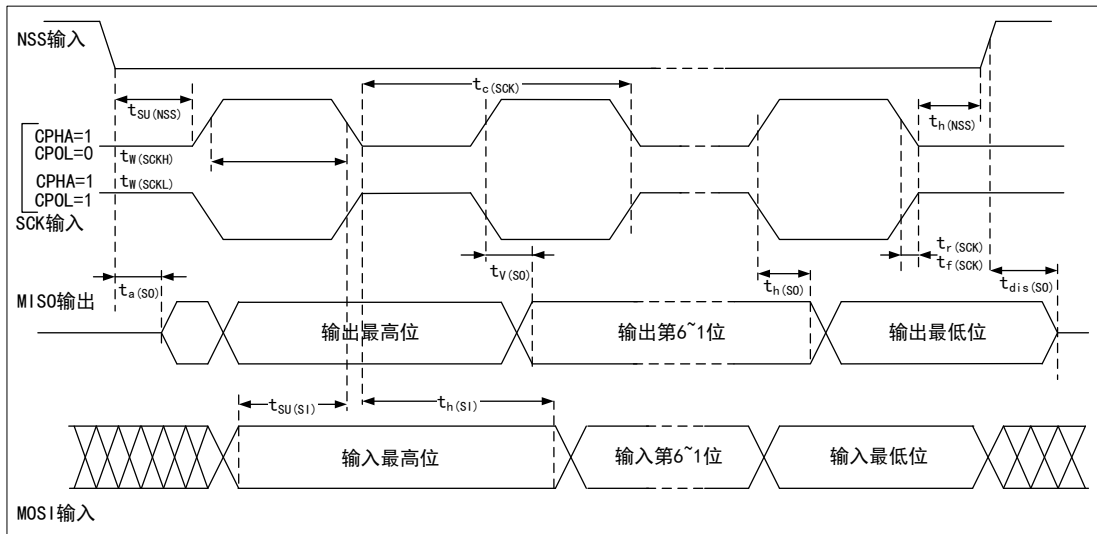 NSS输入
tc(SCK)
tSU(NSS)
th(NSS)
CPHA=1
CPOL=0
tW(SCKH)
CPHA=1
tW(SCKL)
CPOL=1
SCK输入
tr(SCK)
tV(SO)
tf(SCK)
ta(SO)
th(SO)
tdis(SO)
MISO输出
输出最高位
输出第6~1位
输出最低位
tSU(SI)
th(SI)
输入最高位
输入第6~1位
输入最低位
MOSI输入